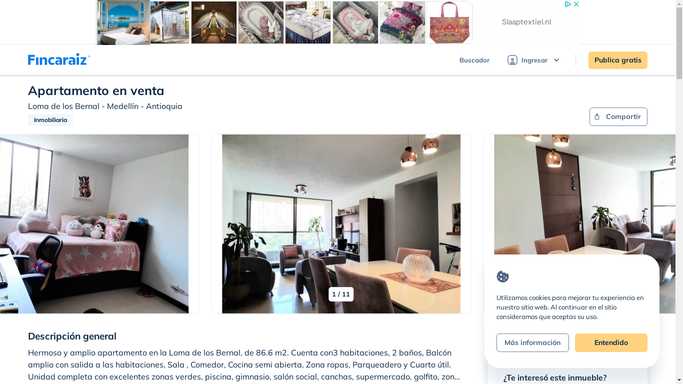 Slaaptextiel.nl
Fincaraiz
Buscador
Ingresar
Publica gratis
Apartamento en venta
Loma de los Bernal - Medellín - Antioquia
Inmobiliaria
Compartir
1 / 11
Utilizamos cookies para mejorar tu experiencia en
nuestro sitio web. Al continuar en el sitio
consideramos que aceptas su uso.
Más información
Entendido
Descripción general
Hermoso y amplio apartamento en la Loma de los Bernal, de 86.6 m2. Cuenta con3 habitaciones, 2 baños, Balcón
amplio con salida a las habitaciones, Sala , Comedor, Cocina semi abierta, Zona ropas, Parqueadero y Cuarto útil.
Unidad completa con excelentes zonas verdes, piscina, gimnasio, salón social, canchas, supermercado, golfito, zon...
¿Te interesó este inmueble?